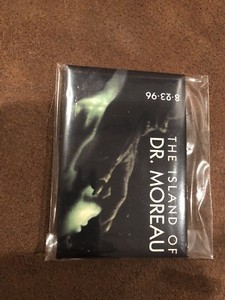 8·23·96
THE ISLAND OF
DR. MOREAU